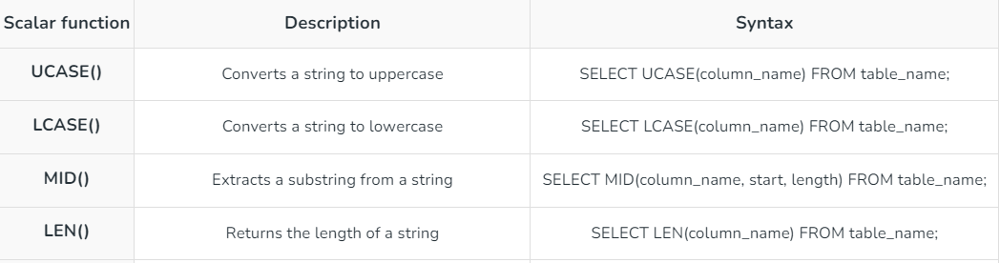 Scalar function Description Syntax
UCASE() Converts a string to uppercase SELECT UCASE(column_name) FROM table_name;
LCASE() Converts a string to lowercase SELECT LCASE(column_name) FROM table_name;
MID() Extracts a substring from a string SELECT MID(column_name, start, length) FROM table_name;
LEN() Returns the length of a string SELECT LEN(column_name) FROM table_name;